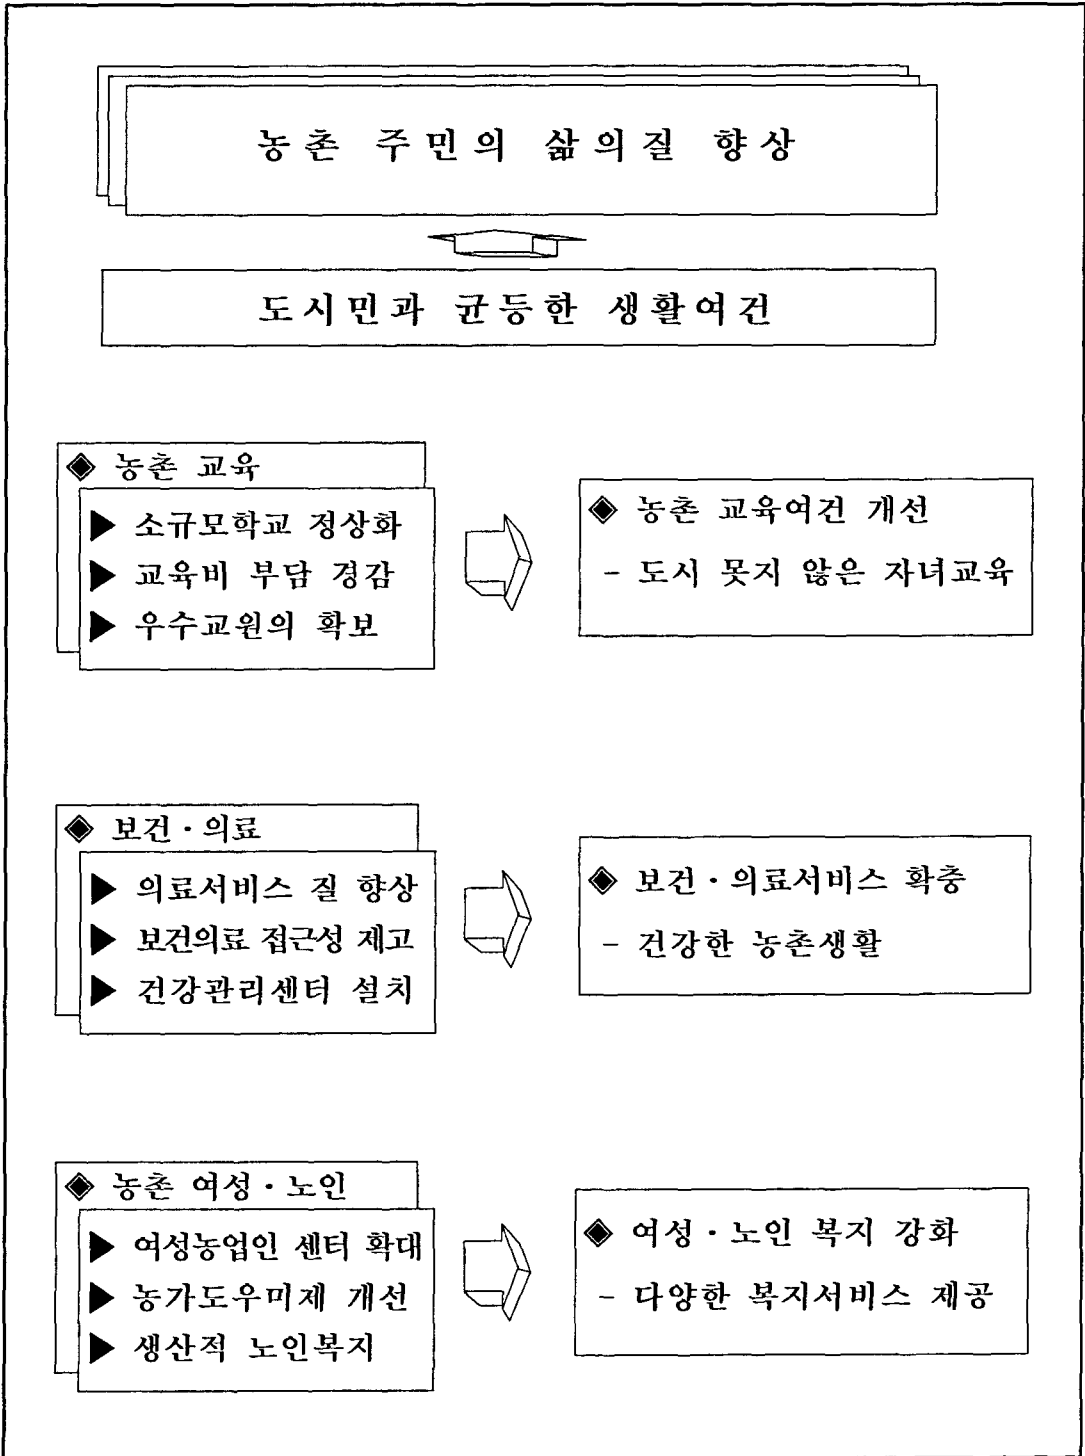 농촌 주민의 삶의질 향상
도시민과 균등한 생활여건
◈ 농촌 교육
▶ 소규모학교 정상화
▶ 교육비 부담 경감
▶ 우수교원의 확보
◈ 농촌 교육여건 개선
- 도시 못지 않은 자녀교육
◈ 보건·의료
▶ 의료서비스 질 향상
▶ 보건의료 접근성 제고
▶ 건강관리센터 설치
◈ 보건·의료서비스 확충
- 건강한 농촌생활
◈ 농촌 여성·노인
▶ 여성농업인 센터 확대
▶ 농가도우미제 개선
▶ 생산적 노인복지
◈ 여성·노인 복지 강화
- 다양한 복지서비스 제공